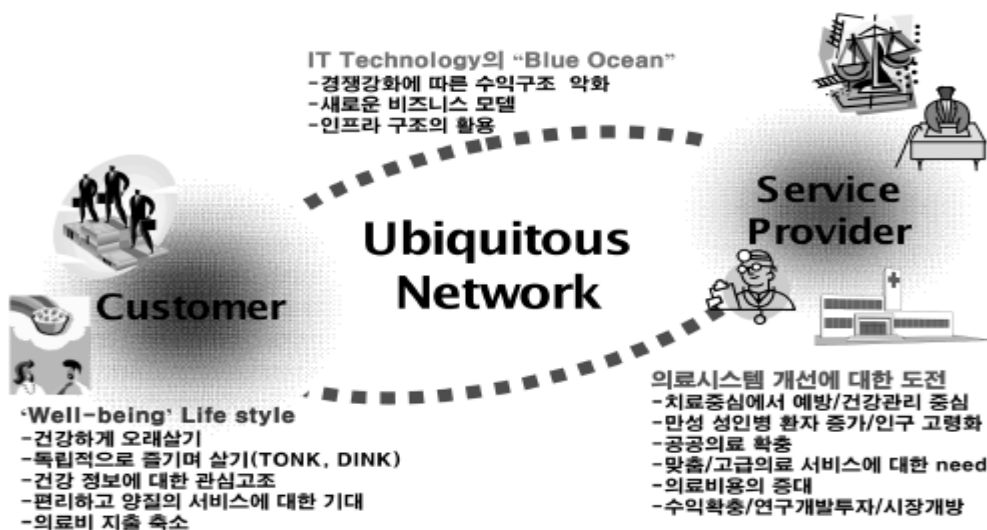 IT Technology의 “Blue Ocean”
-경쟁강화에 따른 수익구조 악화
-새로운 비즈니스 모델
-인프라 구조의 활용
Service
Provider
Ubiquitous
Network
Customer
‘Well-being’ Life style
-건강하게 오래살기
-독립적으로 즐기며 살기(TONK, DINK)
-건강 정보에 대한 관심고조
-편리하고 양질의 서비스에 대한 기대
-의료비 지출 축소
의료시스템 개선에 대한 도전
-치료중심에서 예방/건강관리 중심
-만성 성인병 환자 증가/인구 고령화
-공공의료 확충
-맞춤/고급의료 서비스에 대한 need
-의료비용의 증대
-수익확충/연구개발투자/시장개방